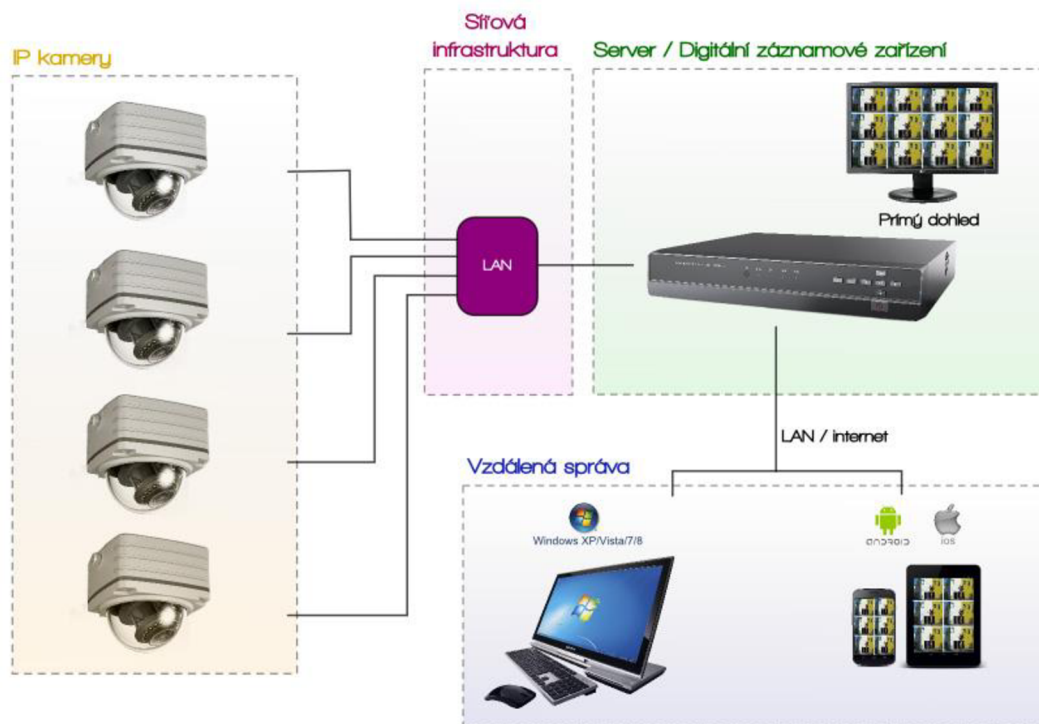 IP kamery
Síťová
infrastruktura
Server / Digitální záznamové zařízení
Prímý dohled
LAN
LAN / internet
Vzdálená správa
Windows XP/Vista/7/8
ANDROID
ios